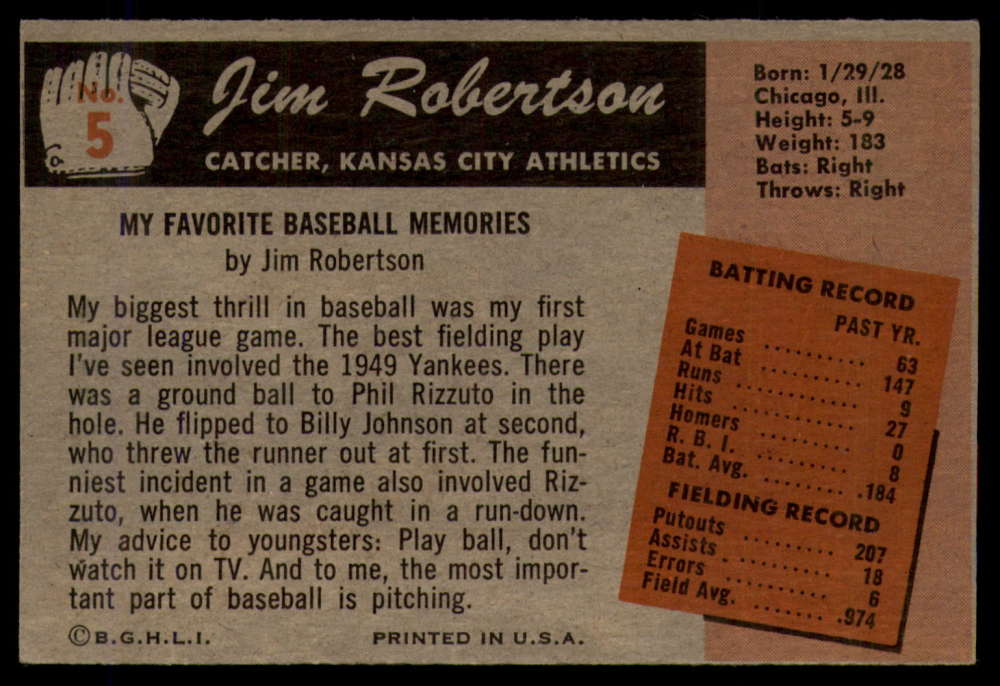 No.
5
Jim Robertson
CATCHER, KANSAS CITY ATHLETICS
Born: 1/29/28
Chicago, Ill.
Height: 5-9
Weight: 183
Bats: Right
Throws: Right
MY FAVORITE BASEBALL MEMORIES
by Jim Robertson
My biggest thrill in baseball was my first
major league game. The best fielding play
I've seen involved the 1949 Yankees. There
was a ground ball to Phil Rizzuto in the
hole. He flipped to Billy Johnson at second,
who threw the runner out at first. The fun-
niest incident in a game also involved Riz-
zuto, when he was caught in a run-down.
My advice to youngsters: Play ball, don't
watch it on TV. And to me, the most impor-
tant part of baseball is pitching.
©B.G.H.L.I. PRINTED IN U.S.A.
BATTING RECORD
PAST YR.
Games .......... 63
At Bat .......... 147
Runs .......... 9
Hits .......... 27
Homers .......... 0
R. B. I. .......... 8
Bat. Avg. ........ .184
FIELDING RECORD
Putouts ......... 207
Assists ......... 18
Errors ......... 6
Field Avg. ....... .974